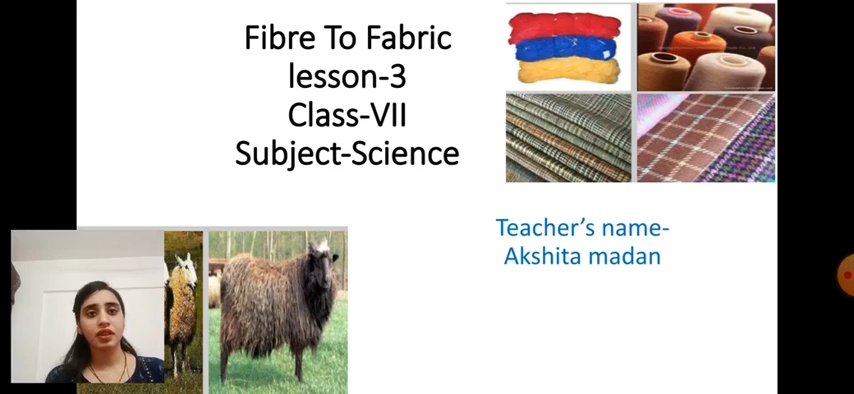 Fibre To Fabric
lesson-3
Class-VII
Subject-Science
Teacher's name-
Akshita madan